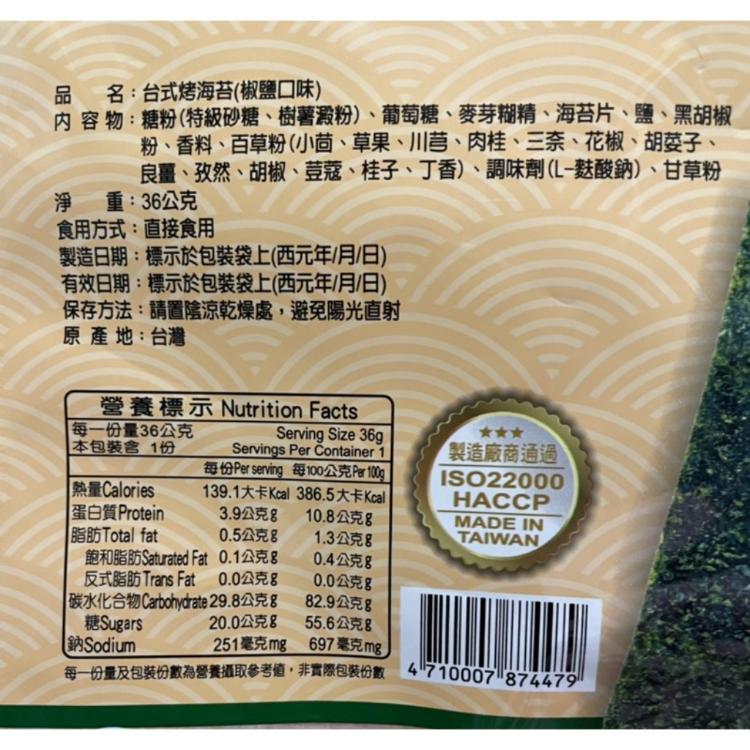 品　　名：台式烤海苔(椒鹽口味)
內 容 物：糖粉(特級砂糖、樹薯澱粉)、葡萄糖、麥芽糊精、海苔片、鹽、黑胡椒
粉、香料、百草粉(小茴、草果、川芎、肉桂、三奈、花椒、胡荽子、
良薑、孜然、胡椒、荳蔻、桂子、丁香)、調味劑(L-麩酸鈉)、甘草粉
淨　　重：36公克
食用方式：直接食用
製造日期：標示於包裝袋上(西元年/月/日)
有效日期：標示於包裝袋上(西元年/月/日)
保存方法：請置陰涼乾燥處，避免陽光直射
原 產 地：台灣
營養標示 Nutrition Facts
每一份量36公克 Serving Size 36g
本包裝含 1份 Servings Per Container 1
每份Per serving 每100公克Per 100g
熱量Calories 139.1大卡Kcal 386.5大卡Kcal
蛋白質Protein 3.9公克g 10.8公克g
脂肪Total fat 0.5公克g 1.3公克g
飽和脂肪Saturated Fat 0.1公克g 0.4公克g
反式脂肪Trans Fat 0.0公克g 0.0公克g
碳水化合物Carbohydrate 29.8公克g 82.9公克g
糖Sugars 20.0公克g 55.6公克g
鈉Sodium 251毫克mg 697毫克mg
每一份量及包裝份數為營養攝取參考值，非實際包裝份數
★★★
製造廠商通過
ISO22000
HACCP
MADE IN
TAIWAN
4 710007 874479